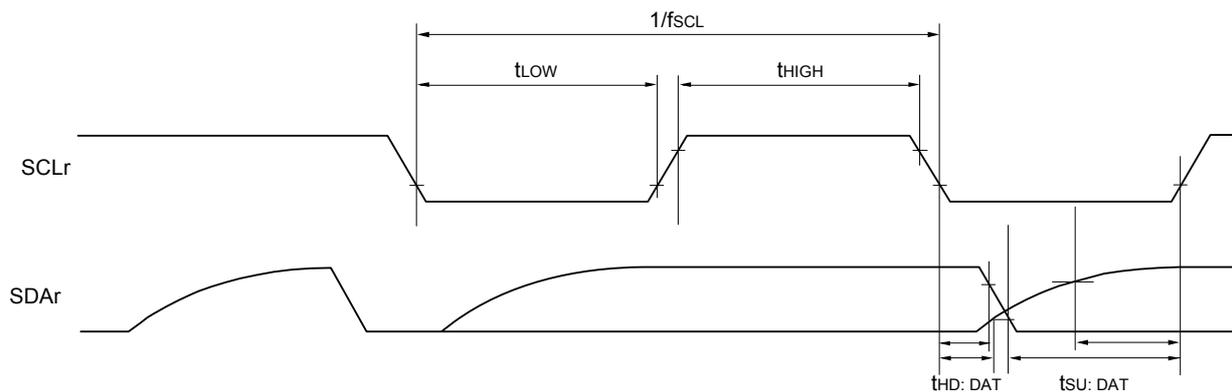 1/fSCL
tLOW
tHIGH
SCLr
SDAr
tHD: DAT
tSU: DAT